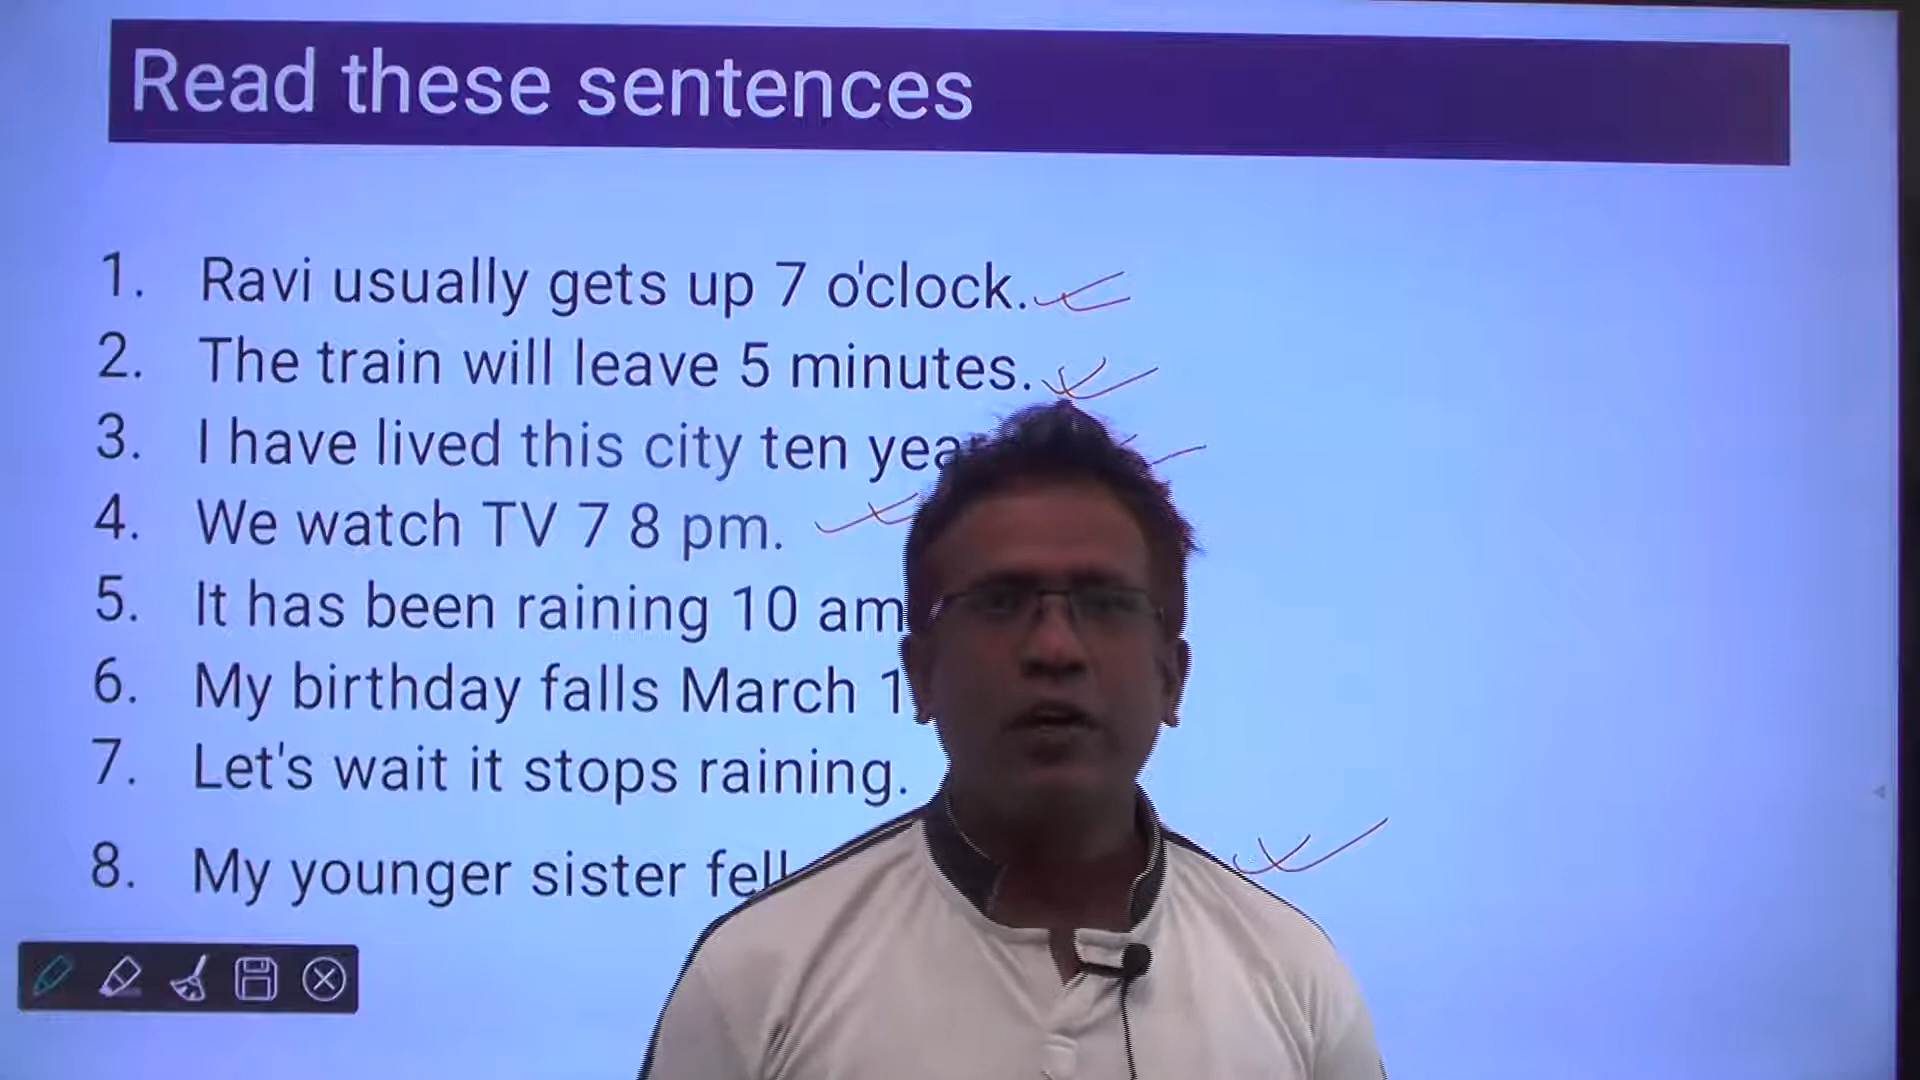 Read these sentences
1. Ravi usually gets up 7 o'clock.
2. The train will leave 5 minutes.
3. I have lived this city ten
4. We watch TV 7 8 pm.
5. It has been raining 10 am
6. My birthday falls March
7. Let's wait it stops raining.
8. My younger sister fell